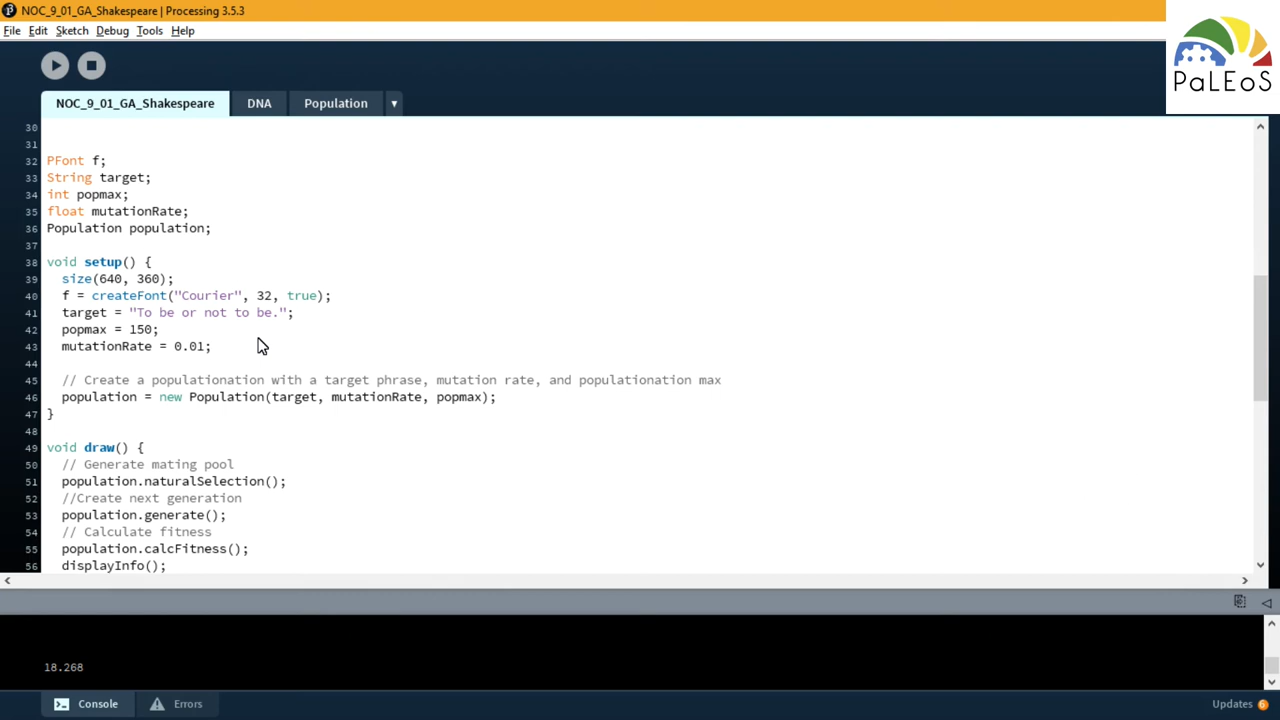 NOC_9_01_GA_Shakespeare | Processing 3.5.3
File Edit Sketch Debug Tools Help
PaLEoS
NOC_9_01_GA_Shakespeare DNA Population ▼
30
31
32 PFont f;
33 String target;
34 int popmax;
35 float mutationRate;
36 Population population;
37
38 void setup() {
39 size(640, 360);
40 f = createFont("Courier", 32, true);
41 target = "To be or not to be.";
42 popmax = 150;
43 mutationRate = 0.01;
44
45 // Create a populationation with a target phrase, mutation rate, and populationation max
46 population = new Population(target, mutationRate, popmax);
47 }
48
49 void draw() {
50 // Generate mating pool
51 population.naturalSelection();
52 //Create next generation
53 population.generate();
54 // Calculate fitness
55 population.calcFitness();
56 displayInfo();
18.268
Console Errors Updates 6